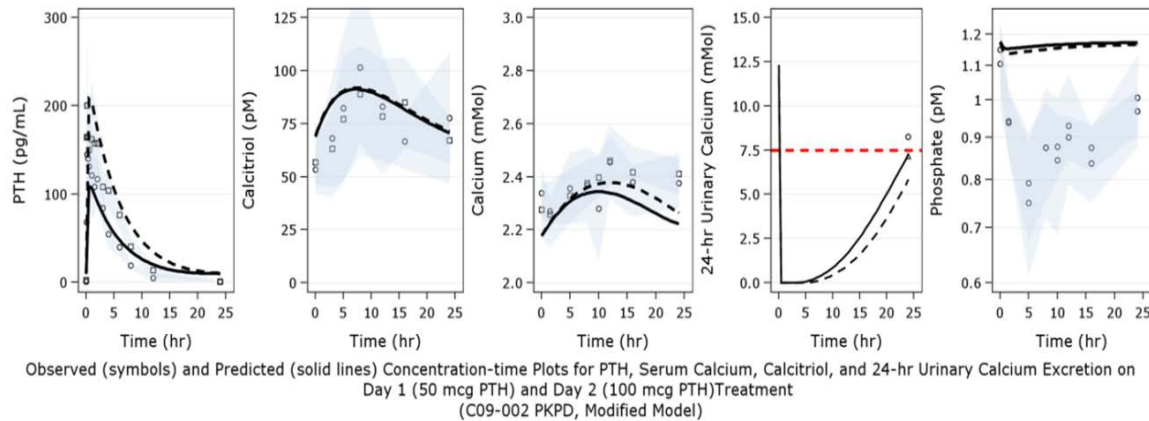 300
200
100
0
PTH (pg/mL)
0 5 10 15 20 25
Time (hr)
125
100
75
50
25
0
Calcitriol (pM)
0 5 10 15 20 25
Time (hr)
3.0
2.8
2.6
2.4
2.2
2.0
Calcium (mMol)
0 5 10 15 20 25
Time (hr)
15.0
12.5
10.0
7.5
5.0
2.5
0.0
24-hr Urinary Calcium (mMol)
0 5 10 15 20 25
Time (hr)
1.2
1.1
1
0.9
0.8
0.7
0.6
Phosphate (pM)
0 5 10 15 20 25
Time (hr)
Observed (symbols) and Predicted (solid lines) Concentration-time Plots for PTH, Serum Calcium, Calcitriol, and 24-hr Urinary Calcium Excretion on
Day 1 (50 mcg PTH) and Day 2 (100 mcg PTH)Treatment
(C09-002 PKPD, Modified Model)